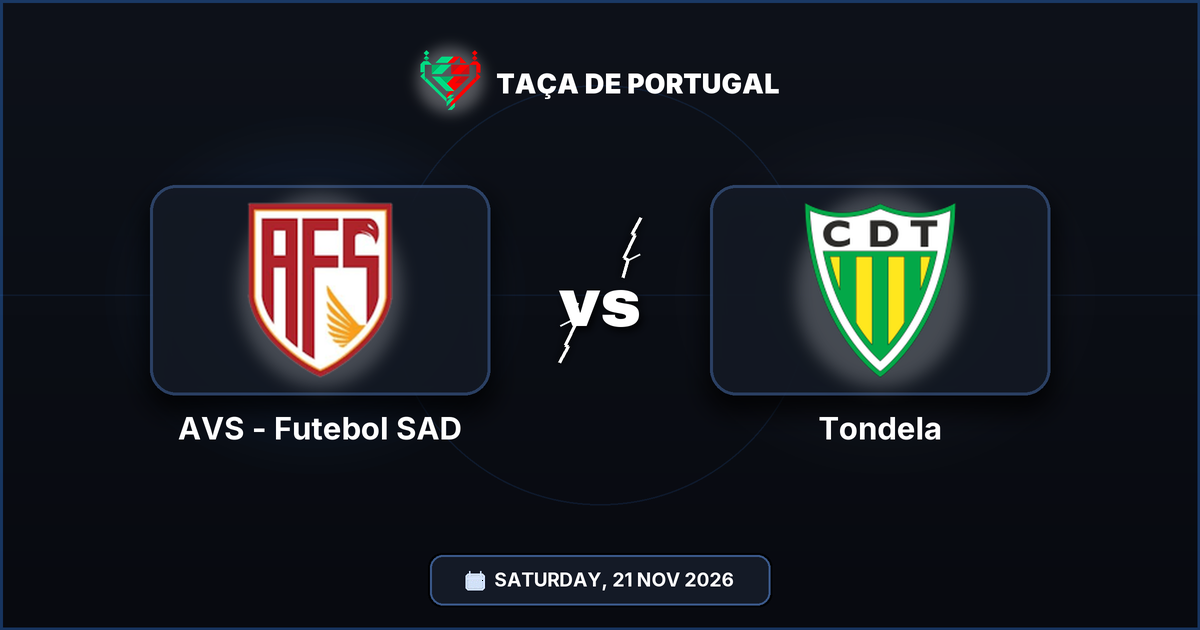 TAÇA DE PORTUGAL
AFS
VS
CDT
AVS - Futebol SAD
Tondela
SATURDAY, 21 NOV 2026